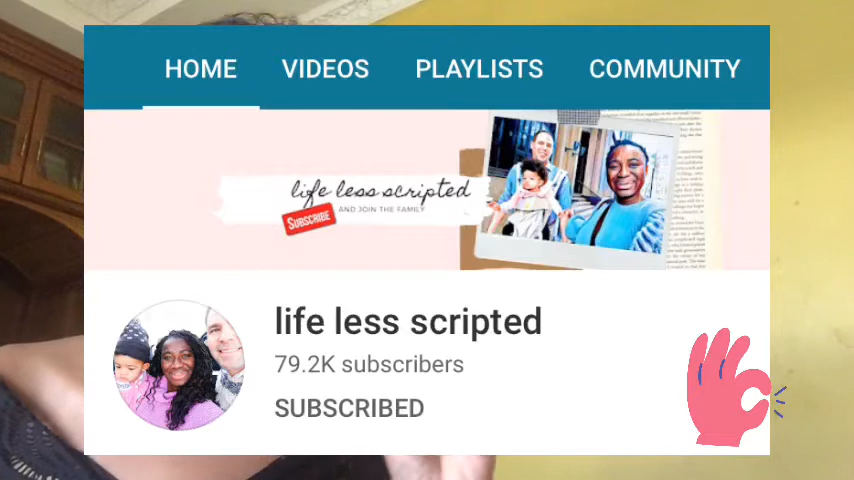 HOME VIDEOS PLAYLISTS COMMUNITY
life less scripted
SUBSCRIBE AND JOIN THE FAMILY
life less scripted
79.2K subscribers
SUBSCRIBED